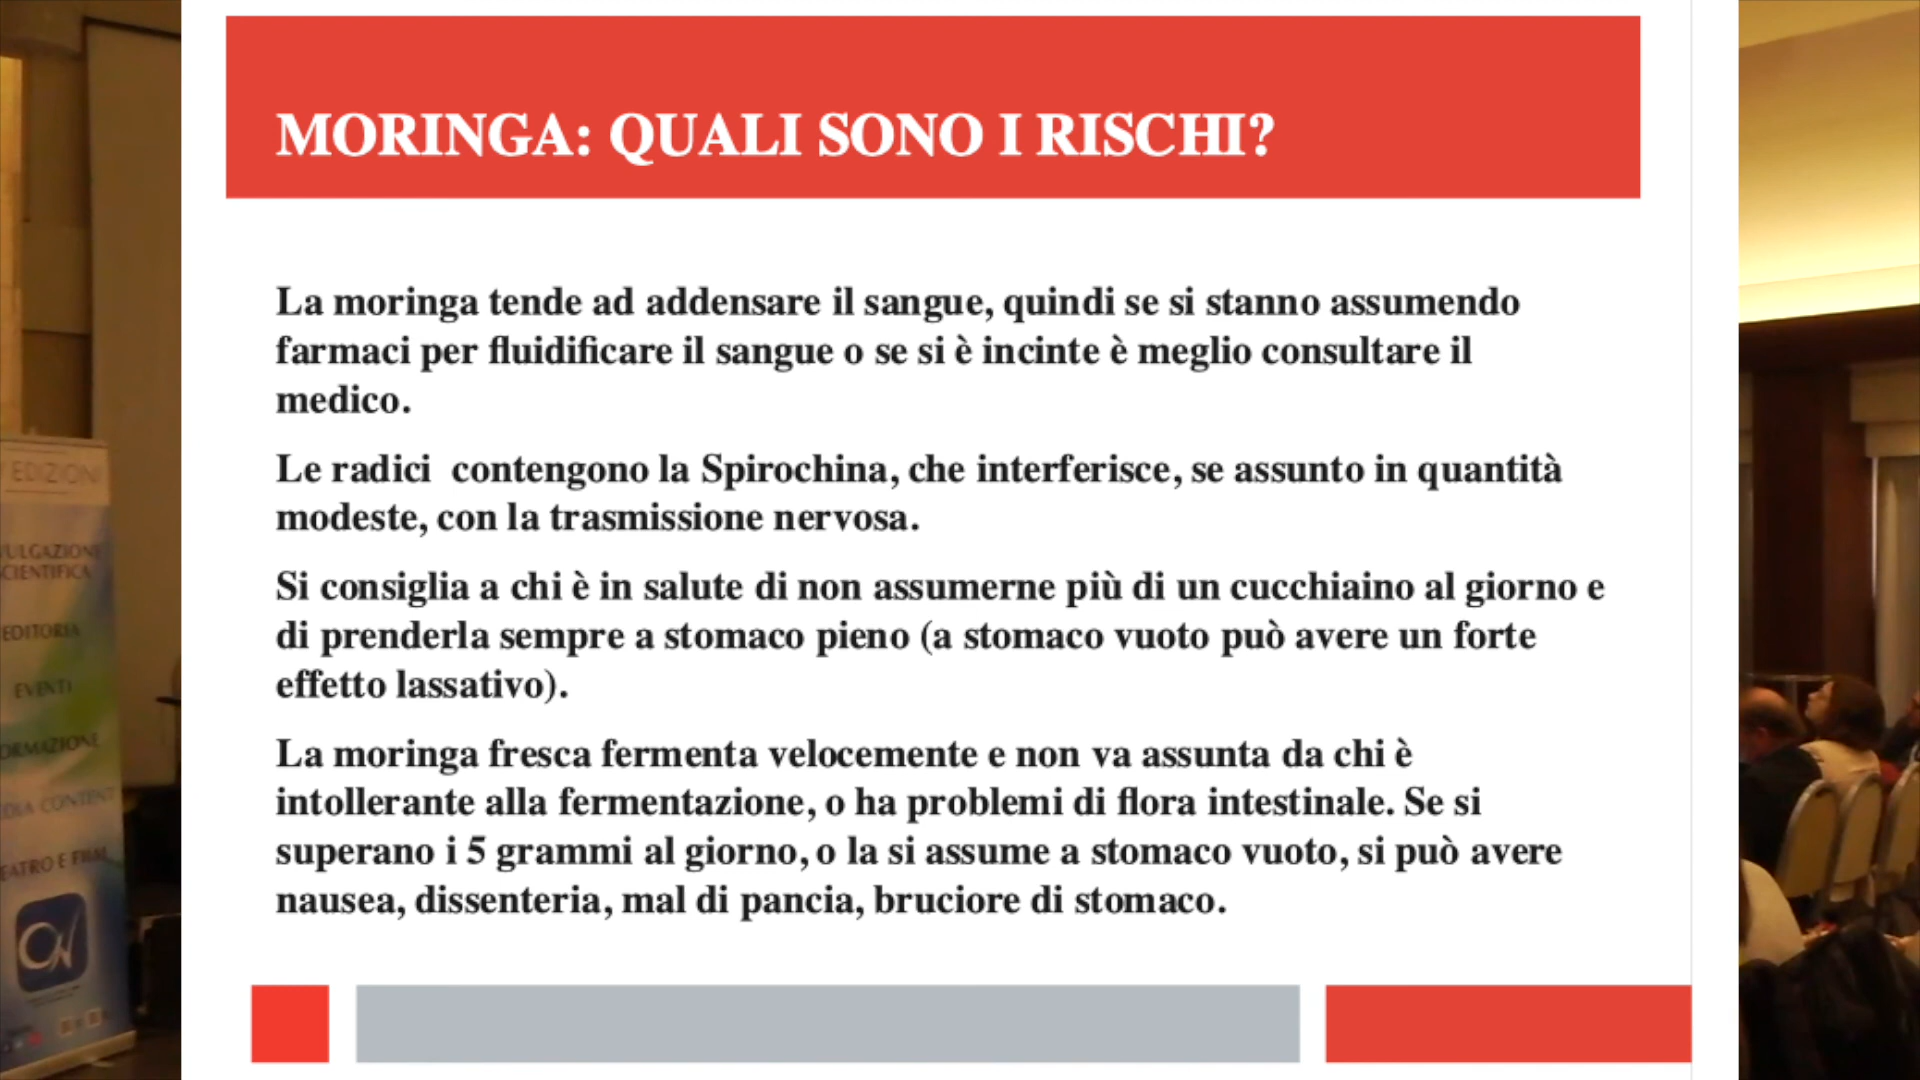 MORINGA: QUALI SONO I RISCHI?
La moringa tende ad addensare il sangue, quindi se si stanno assumendo
farmaci per fluidificare il sangue o se si è incinte è meglio consultare il
medico.
Le radici contengono la Spirochina, che interferisce, se assunto in quantità
modeste, con la trasmissione nervosa.
Si consiglia a chi è in salute di non assumerne più di un cucchiaino al giorno e
di prenderla sempre a stomaco pieno (a stomaco vuoto può avere un forte
effetto lassativo).
La moringa fresca fermenta velocemente e non va assunta da chi è
intollerante alla fermentazione, o ha problemi di flora intestinale. Se si
superano i 5 grammi al giorno, o la si assume a stomaco vuoto, si può avere
nausea, dissenteria, mal di pancia, bruciore di stomaco.
EDIZIONI
EDITORIA
EVENTI